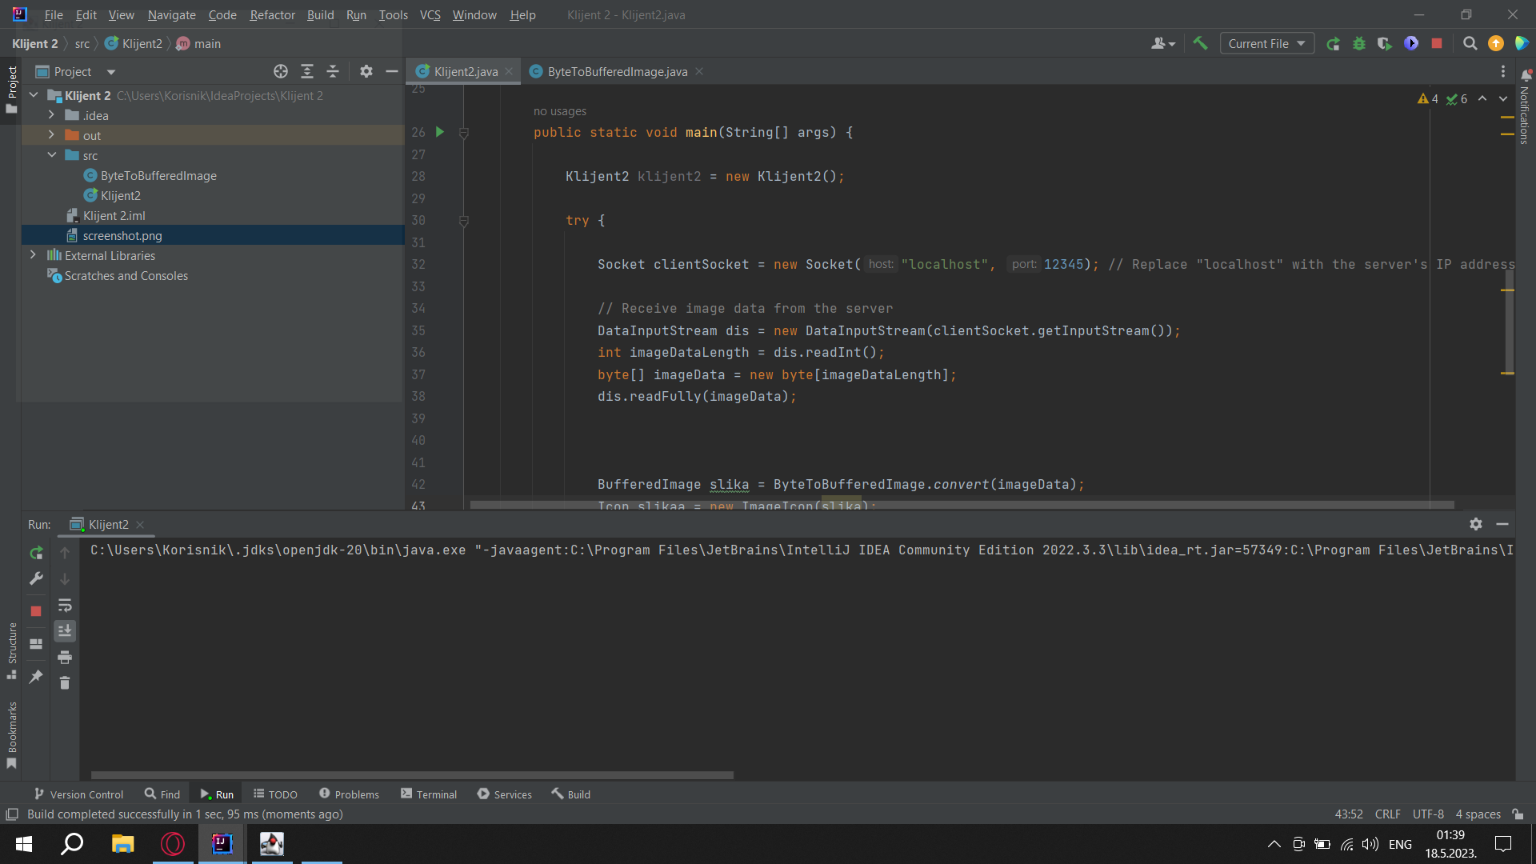 File Edit View Navigate Code Refactor Build Run Tools VCS Window Help Klijent 2 - Klijent2.java
Klijent 2 src Klijent2 main
Current File
Project
Klijent2.java
ByteToBufferedImage.java
Project
Klijent 2 C:\Users\Korisnik\IdeaProjects\Klijent 2
.idea
out
src
ByteToBufferedImage
Klijent2
Klijent 2.iml
screenshot.png
External Libraries
Scratches and Consoles
Notifications
4 6
25
no usages
26 public static void main(String[] args) {
27
28 Klijent2 klijent2 = new Klijent2();
29
30 try {
31
32 Socket clientSocket = new Socket( host: "localhost", port: 12345); // Replace "localhost" with the server's IP address
33
34 // Receive image data from the server
35 DataInputStream dis = new DataInputStream(clientSocket.getInputStream());
36 int imageDataLength = dis.readInt();
37 byte[] imageData = new byte[imageDataLength];
38 dis.readFully(imageData);
39
40
41
42 BufferedImage slika = ByteToBufferedImage.convert(imageData);
43 Icon slikaa = new ImageIcon(slika);
Run: Klijent2
C:\Users\Korisnik\.jdks\openjdk-20\bin\java.exe "-javaagent:C:\Program Files\JetBrains\IntelliJ IDEA Community Edition 2022.3.3\lib\idea_rt.jar=57349:C:\Program Files\JetBrains\I
Structure
Bookmarks
Version Control Find Run TODO Problems Terminal Services Build
Build completed successfully in 1 sec, 95 ms (moments ago)
43:52 CRLF UTF-8 4 spaces
ENG
01:39
18.5.2023.